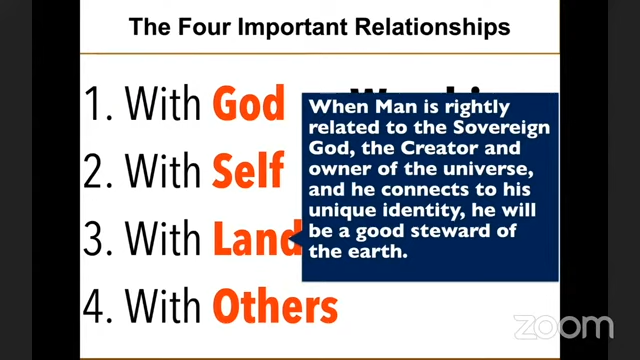 The Four Important Relationships
1. With God
2. With Self
3. With Land
4. With Others
When Man is rightly
related to the Sovereign
God, the Creator and
owner of the universe,
and he connects to his
unique identity, he will
be a good steward of
the earth.
zoom